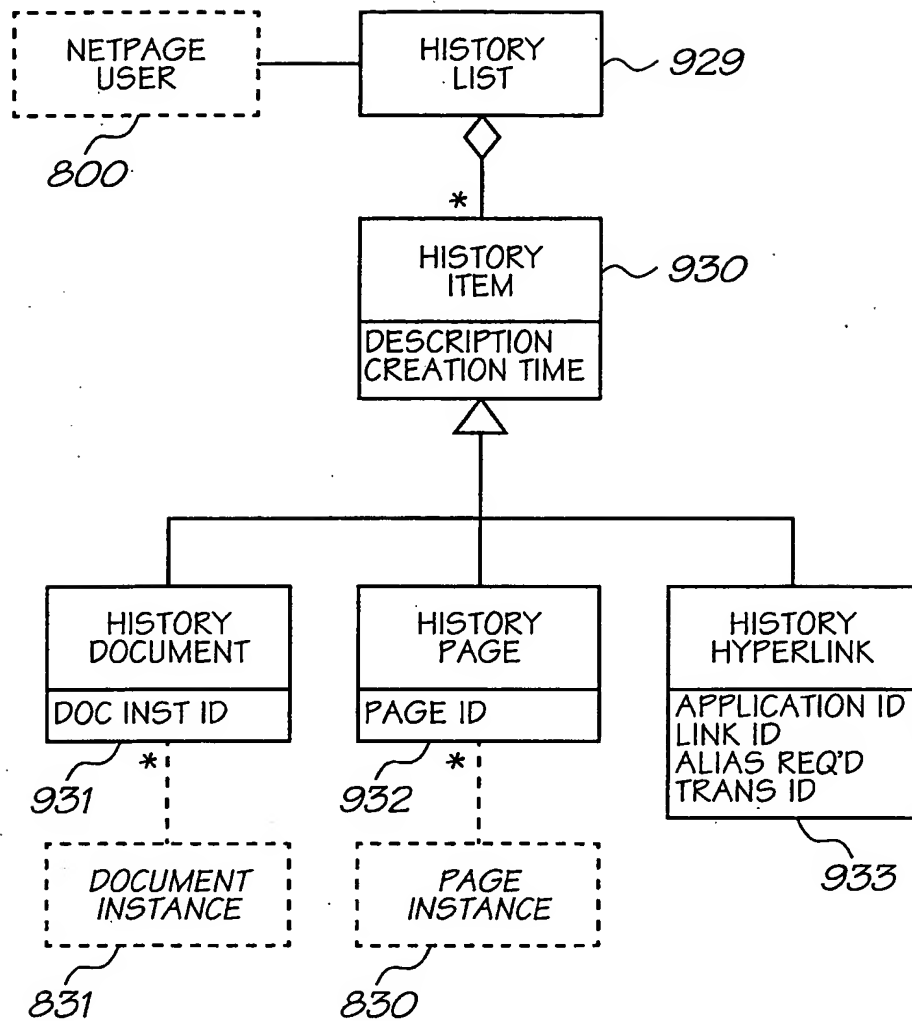 NETPAGE
USER
800
HISTORY
LIST
929
*
HISTORY
ITEM
930
DESCRIPTION
CREATION TIME
HISTORY
DOCUMENT
DOC INST ID
931
*
HISTORY
PAGE
PAGE ID
932
*
HISTORY
HYPERLINK
APPLICATION ID
LINK ID
ALIAS REQ'D
TRANS ID
933
DOCUMENT
INSTANCE
831
PAGE
INSTANCE
830